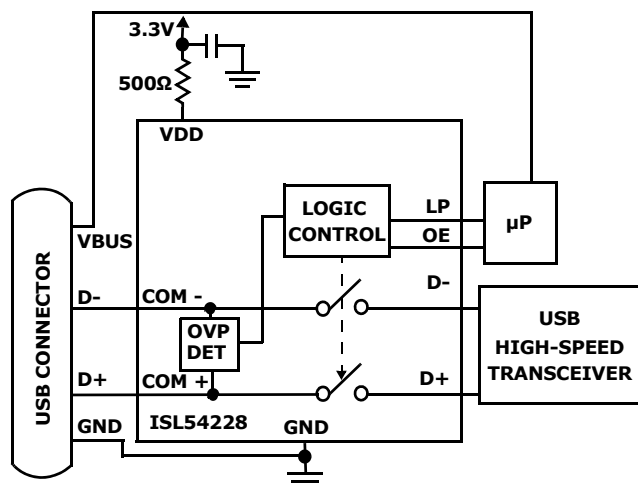 3.3V
500Ω
VDD
LOGIC
CONTROL
LP
OE
µP
USB CONNECTOR
VBUS
D-
COM -
D-
OVP
DET
USB
HIGH-SPEED
TRANSCEIVER
D+
COM +
D+
GND
ISL54228
GND